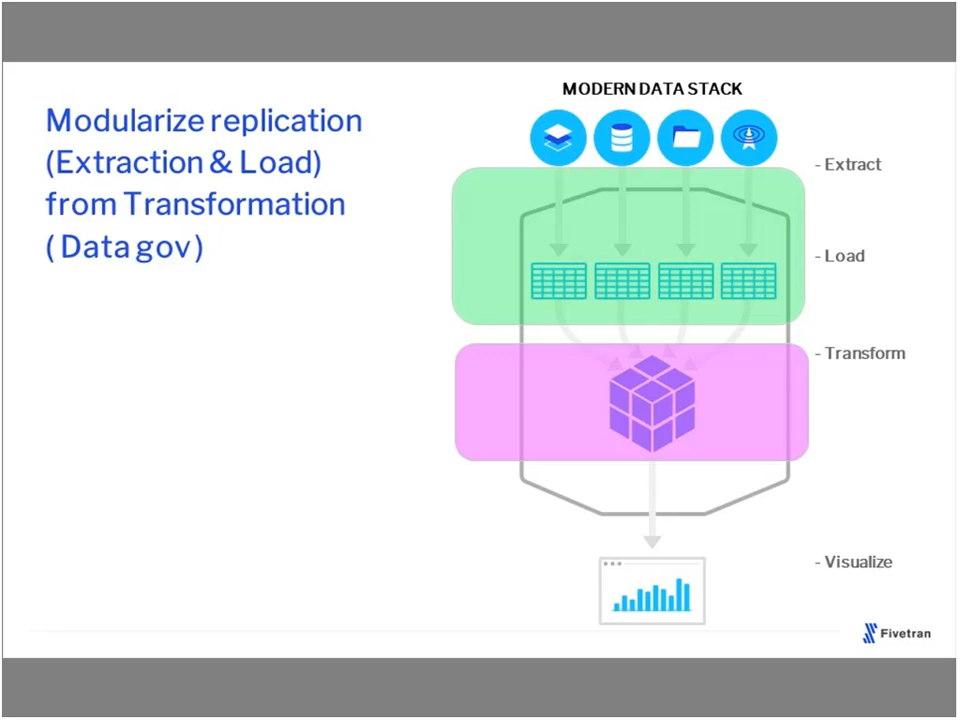 Modularize replication
(Extraction & Load)
from Transformation
( Data gov )
MODERN DATA STACK
- Extract
- Load
- Transform
- Visualize
Fivetran